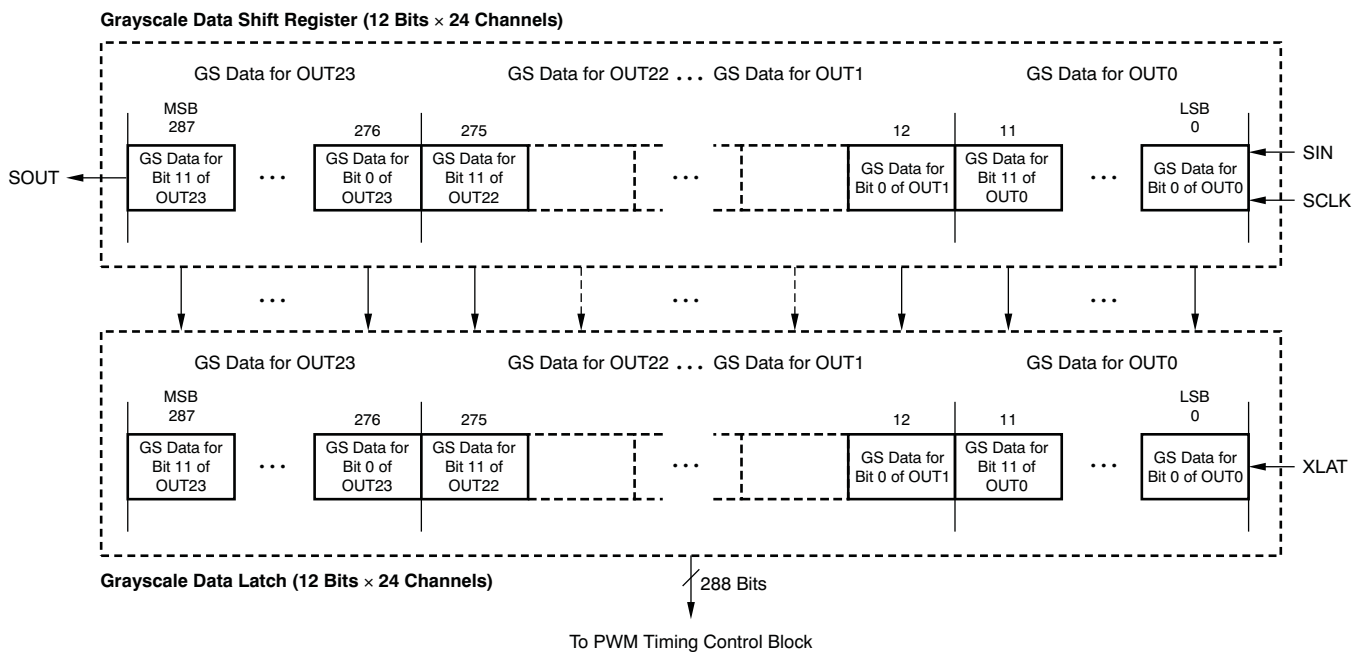 Grayscale Data Shift Register (12 Bits × 24 Channels)
GS Data for OUT23
GS Data for OUT22 ... GS Data for OUT1
GS Data for OUT0
MSB
287
276
275
12
11
LSB
0
SOUT
GS Data for
Bit 11 of
OUT23
...
GS Data for
Bit 0 of
OUT23
GS Data for
Bit 11 of
OUT22
...
GS Data for
Bit 0 of OUT1
GS Data for
Bit 11 of
OUT0
...
GS Data for
Bit 0 of OUT0
SIN
SCLK
...
...
...
GS Data for OUT23
GS Data for OUT22 ... GS Data for OUT1
GS Data for OUT0
MSB
287
276
275
12
11
LSB
0
GS Data for
Bit 11 of
OUT23
...
GS Data for
Bit 0 of
OUT23
GS Data for
Bit 11 of
OUT22
...
GS Data for
Bit 0 of OUT1
GS Data for
Bit 11 of
OUT0
...
GS Data for
Bit 0 of OUT0
XLAT
Grayscale Data Latch (12 Bits × 24 Channels)
288 Bits
To PWM Timing Control Block